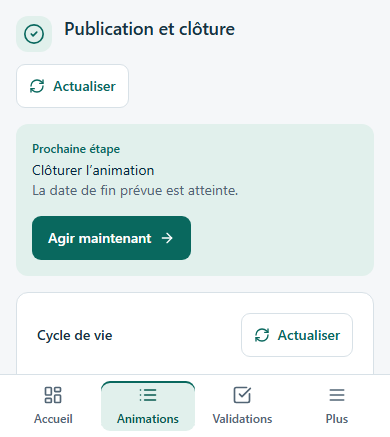 Publication et clôture
Actualiser
Prochaine étape
Clôturer l’animation
La date de fin prévue est atteinte.
Agir maintenant
Cycle de vie
Actualiser
Accueil
Animations
Validations
Plus